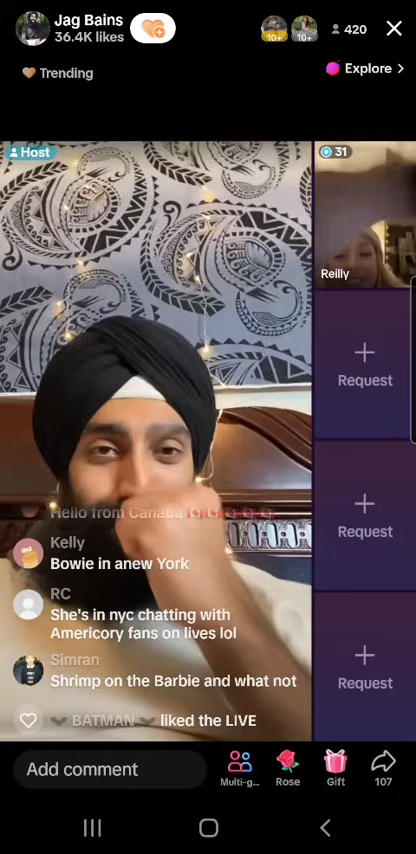 Jag Bains
36.4K likes
10+
10+
420
Trending
Explore >
Host
31
Reilly
Request
Request
Request
Hello from Canada
Kelly
Bowie in anew York
RC
She's in nyc chatting with
Americory fans on lives lol
Simran
Shrimp on the Barbie and what not
BATMAN liked the LIVE
Add comment
Multi-g...
Rose
Gift
107